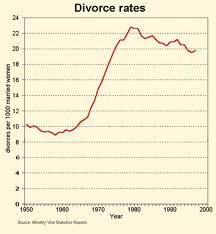 Divorce rates
divorces per 1000 married women
24
22
20
18
16
14
12
10
8
6
4
2
0
1950 1960 1970 1980 1990 2000
Year
Source: Monthly Vital Statistics Reports